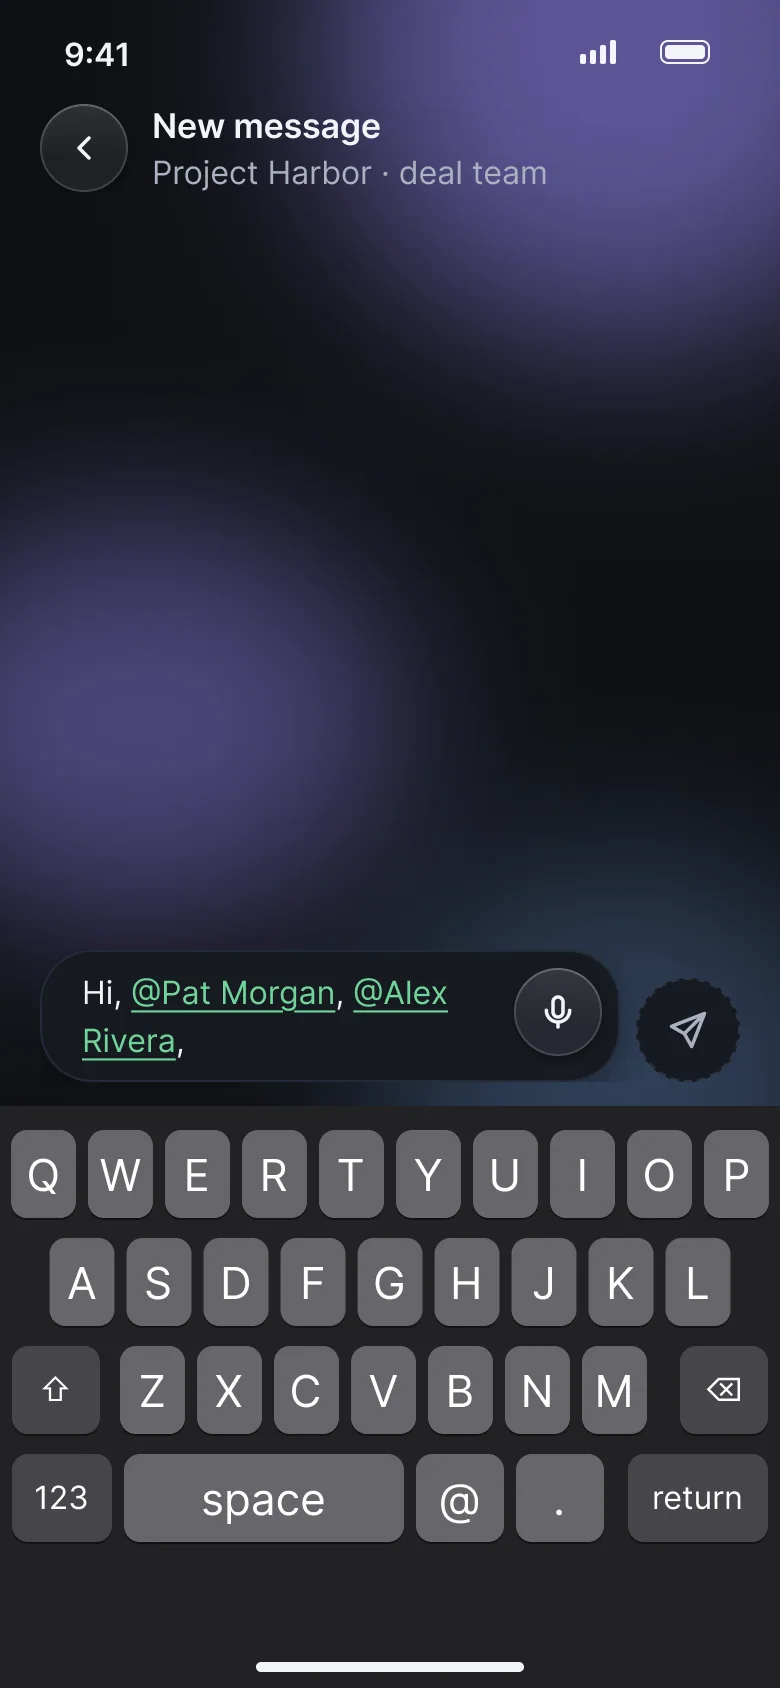 9:41
New message
Project Harbor · deal team
Hi, @Pat Morgan, @Alex
Rivera,
Q W E R T Y U I O P
A S D F G H J K L
Z X C V B N M
123 space @ . return